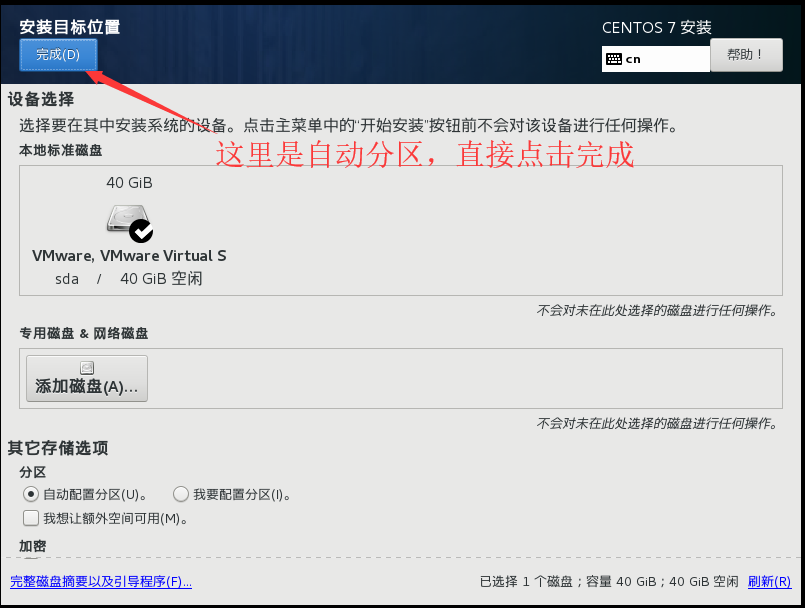 安装目标位置
CENTOS 7 安装
完成(D)
cn
帮助！
设备选择
选择要在其中安装系统的设备。点击主菜单中的“开始安装”按钮前不会对该设备进行任何操作。
本地标准磁盘
这里是自动分区，直接点击完成
40 GiB
VMware, VMware Virtual S
sda / 40 GiB 空闲
不会对未在此处选择的磁盘进行任何操作。
专用磁盘 & 网络磁盘
添加磁盘(A)...
不会对未在此处选择的磁盘进行任何操作。
其它存储选项
分区
自动配置分区(U)。 我要配置分区(I)。
我想让额外空间可用(M)。
加密
完整磁盘摘要以及引导程序(F)... 已选择 1 个磁盘；容量 40 GiB；40 GiB 空闲 刷新(R)